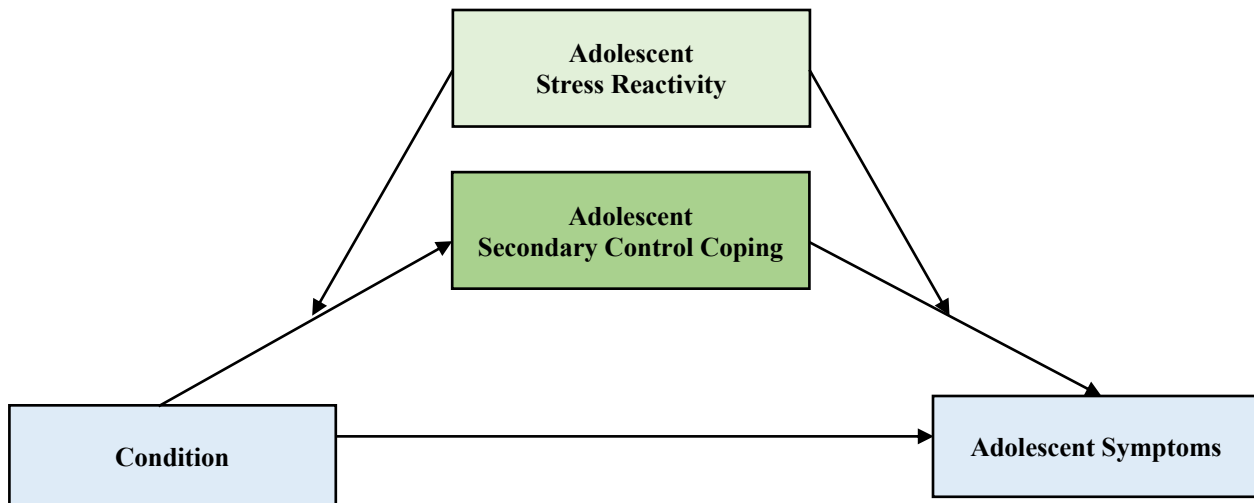 Adolescent
Stress Reactivity
Adolescent
Secondary Control Coping
Condition
Adolescent Symptoms